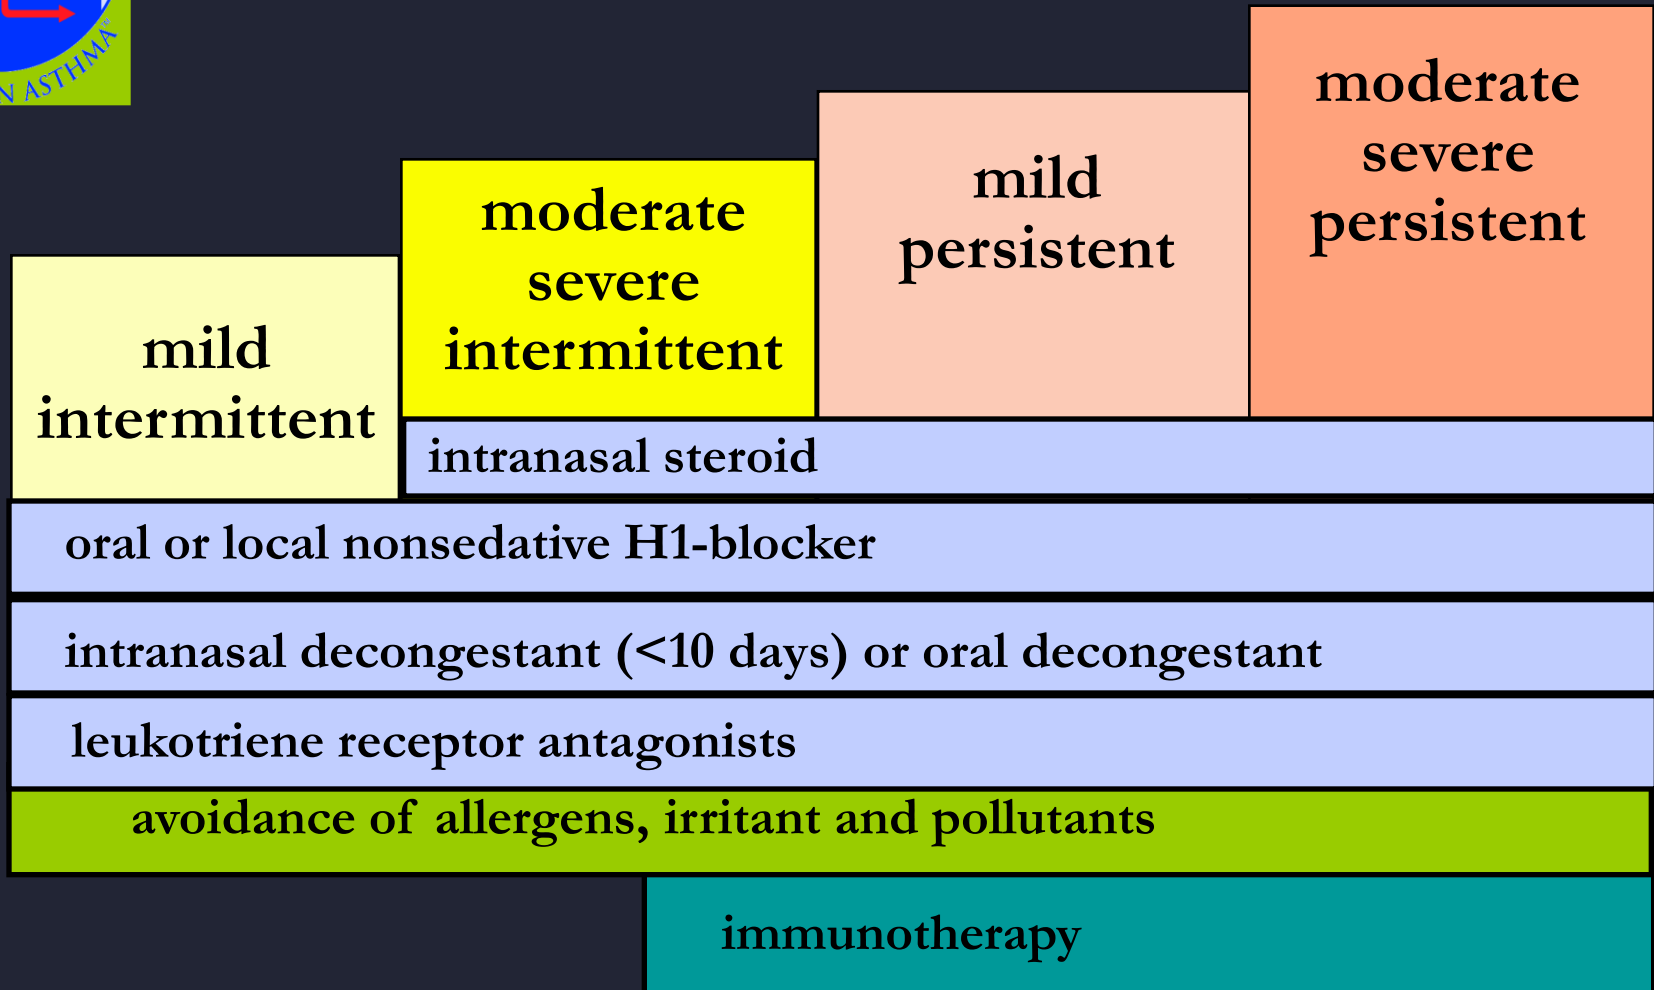 ASTHMA™
moderate
severe
persistent
mild
persistent
moderate
severe
intermittent
mild
intermittent
intranasal steroid
oral or local nonsedative H1-blocker
intranasal decongestant (<10 days) or oral decongestant
leukotriene receptor antagonists
avoidance of allergens, irritant and pollutants
immunotherapy